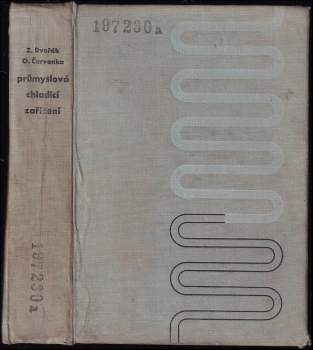 Z. Dvořák
O. Červenka
průmyslová
chladicí
zařízení
197230a
197230a